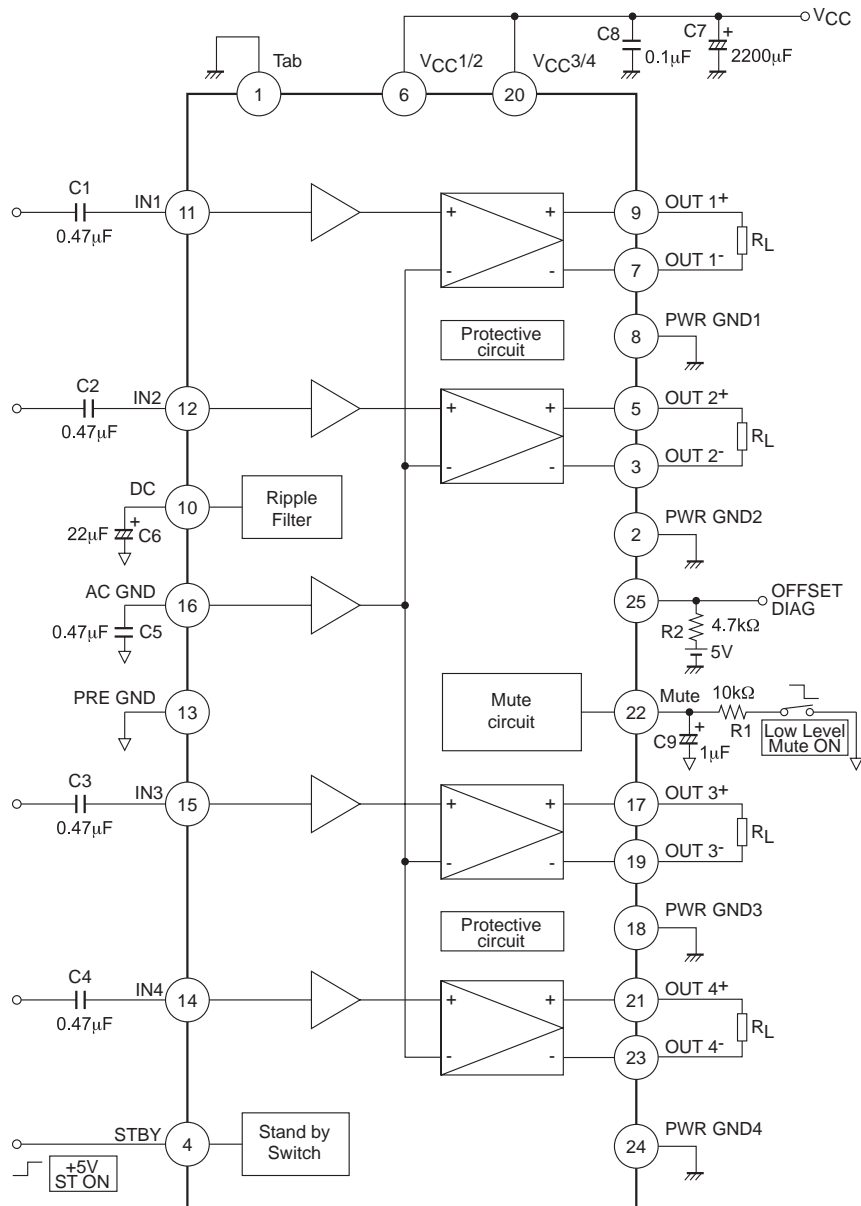 VCC
C8
C7
+
0.1µF
2200µF
Tab
VCC1/2
VCC3/4
1
6
20
C1
0.47µF
IN1
11
+
+
-
-
9
OUT 1+
RL
7
OUT 1-
Protective
circuit
8
PWR GND1
C2
0.47µF
IN2
12
+
+
-
-
5
OUT 2+
RL
3
OUT 2-
DC
10
Ripple
Filter
+
22µF
C6
2
PWR GND2
AC GND
16
0.47µF
C5
25
OFFSET
DIAG
R2
4.7kΩ
5V
PRE GND
13
Mute
circuit
22
Mute
10kΩ
R1
C9
+
1µF
Low Level
Mute ON
C3
0.47µF
IN3
15
+
+
-
-
17
OUT 3+
RL
19
OUT 3-
Protective
circuit
18
PWR GND3
C4
0.47µF
IN4
14
+
+
-
-
21
OUT 4+
RL
23
OUT 4-
STBY
4
Stand by
Switch
+5V
ST ON
24
PWR GND4